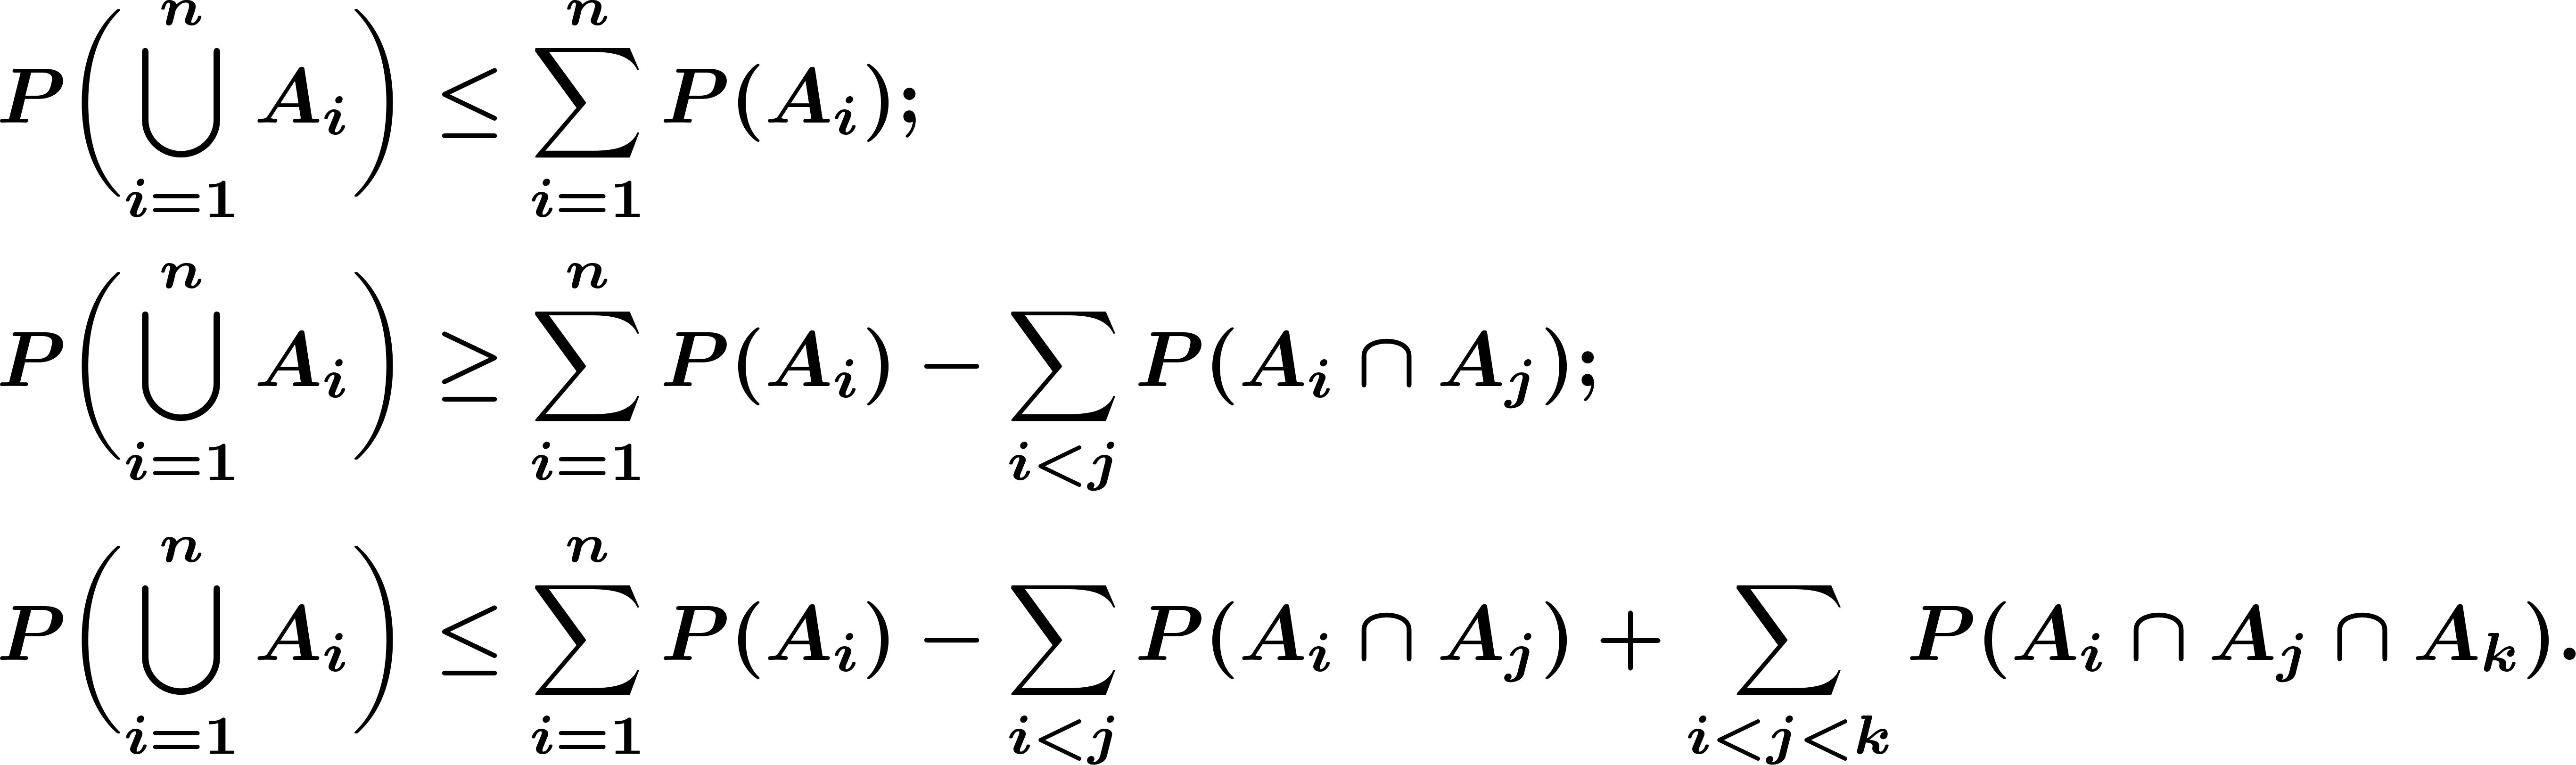 P(⋃_{i=1}^{n} A_i) ≤ ∑_{i=1}^{n} P(A_i);
P(⋃_{i=1}^{n} A_i) ≥ ∑_{i=1}^{n} P(A_i) − ∑_{i<j} P(A_i ∩ A_j);
P(⋃_{i=1}^{n} A_i) ≤ ∑_{i=1}^{n} P(A_i) − ∑_{i<j} P(A_i ∩ A_j) + ∑_{i<j<k} P(A_i ∩ A_j ∩ A_k).